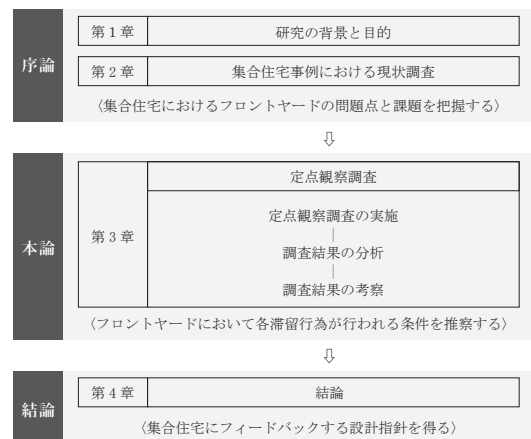 序論
第1章 研究の背景と目的
第2章 集合住宅事例における現状調査
〈集合住宅におけるフロントヤードの問題点と課題を把握する〉
⇩
本論
第3章
定点観察調査
定点観察調査の実施
調査結果の分析
調査結果の考察
〈フロントヤードにおいて各滞留行為が行われる条件を推察する〉
⇩
結論
第4章 結論
〈集合住宅にフィードバックする設計指針を得る〉